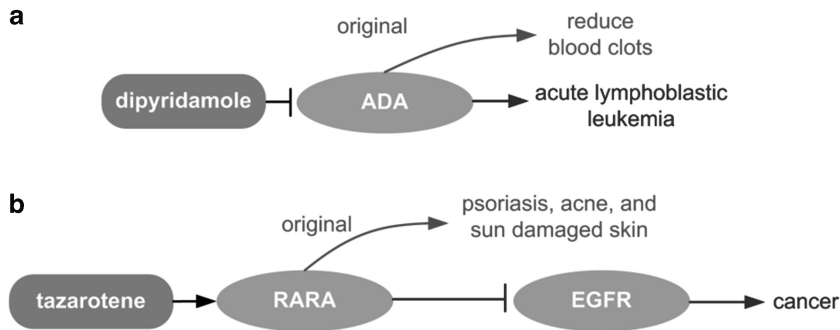 a
original
reduce
blood clots
dipyridamole
ADA
acute lymphoblastic
leukemia
b
original
psoriasis, acne, and
sun damaged skin
tazarotene
RARA
EGFR
cancer